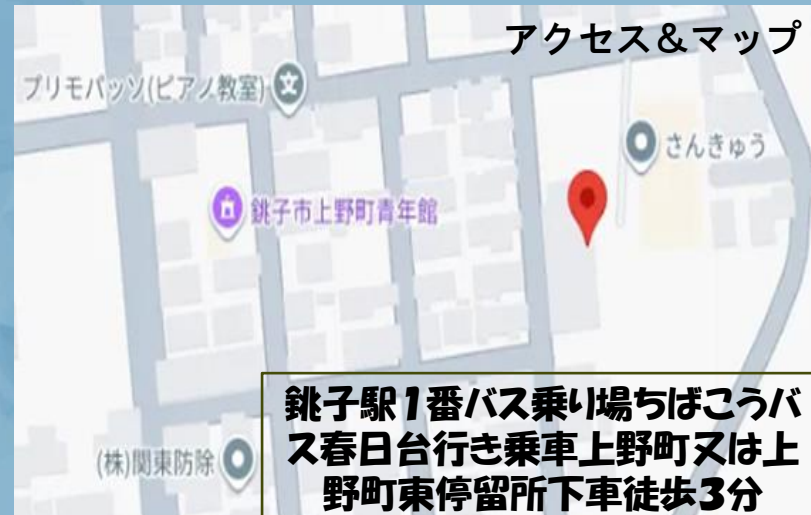 アクセス＆マップ
プリモパッソ(ピアノ教室)
さんきゅう
銚子市上野町青年館
(株)関東防除
銚子駅1番バス乗り場ちばこうバ
ス春日台行き乗車上野町又は上
野町東停留所下車徒歩3分